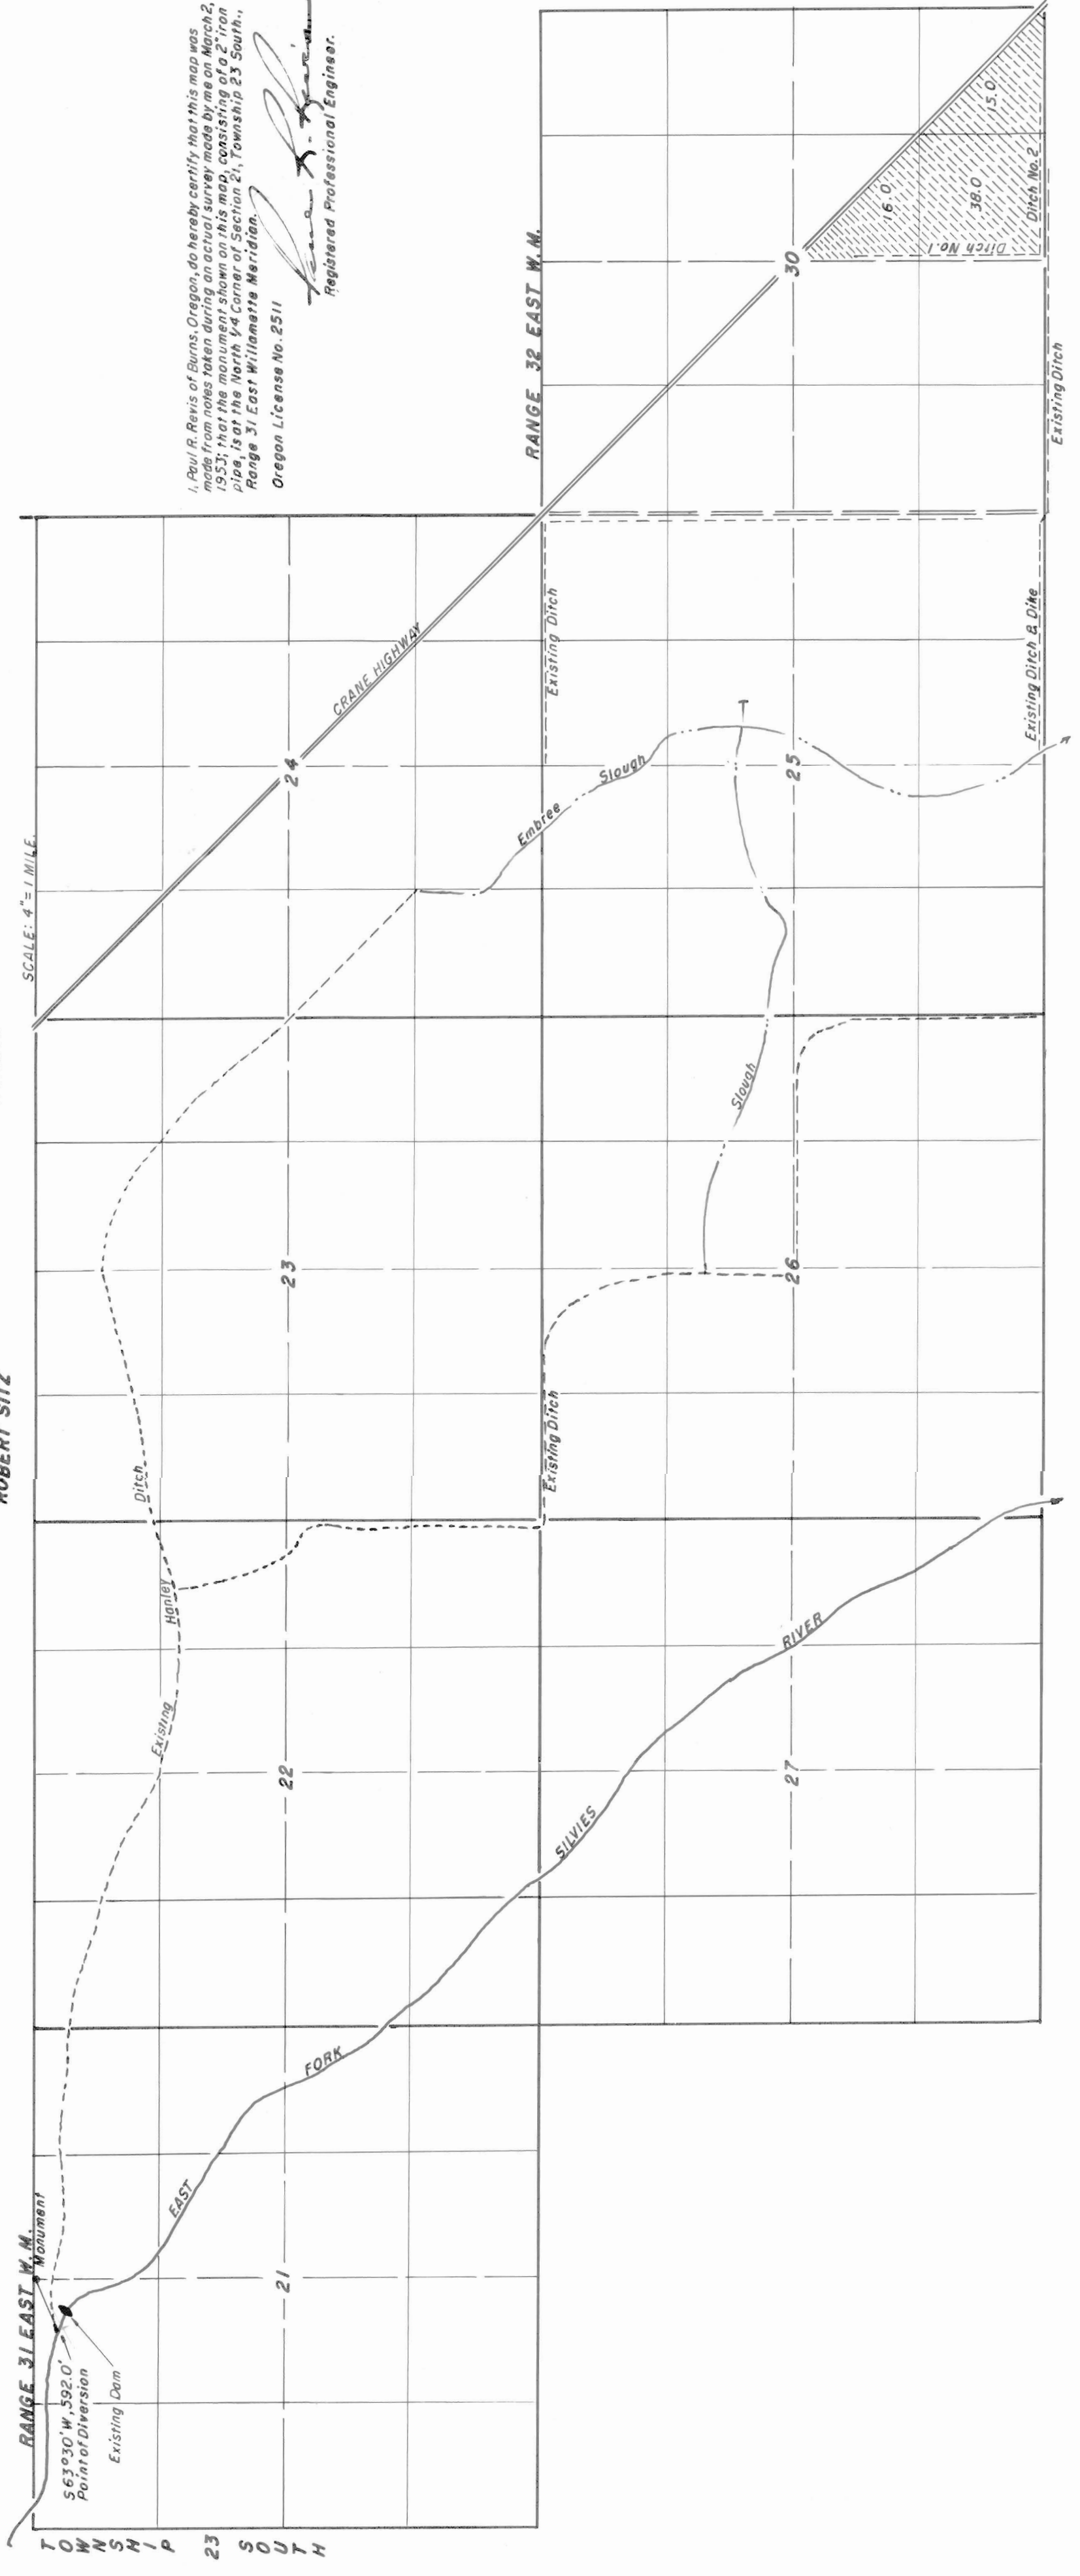 ROBERT SITZ
SCALE: 4"=1 MILE.
RANGE 31 EAST W.M.
Monument
S63°30'W, 592.0'
Point of Diversion
Existing Dam
TOWNSHIP 23 SOUTH
21
EAST
FORK
SILVIES
RIVER
22
27
Existing
Hanley
Ditch
23
Existing Ditch
26
Slough
24
CRANE HIGHWAY
Embree
Slough
25
Existing Ditch
Existing Ditch & Dike
RANGE 32 EAST W.M.
30
16.0
15.0
38.0
Ditch No.1
Ditch No.2
Existing Ditch
I, Paul R. Revis of Burns, Oregon, do hereby certify that this map was
made from notes taken during an actual survey made by me on March 2,
1953; that the monument shown on this map, consisting of a 2" iron
pipe, is at the North 1/4 Corner of Section 21, Township 23 South.,
Range 31 East Willamette Meridian.
Oregon License No. 2511
Registered Professional Engineer.